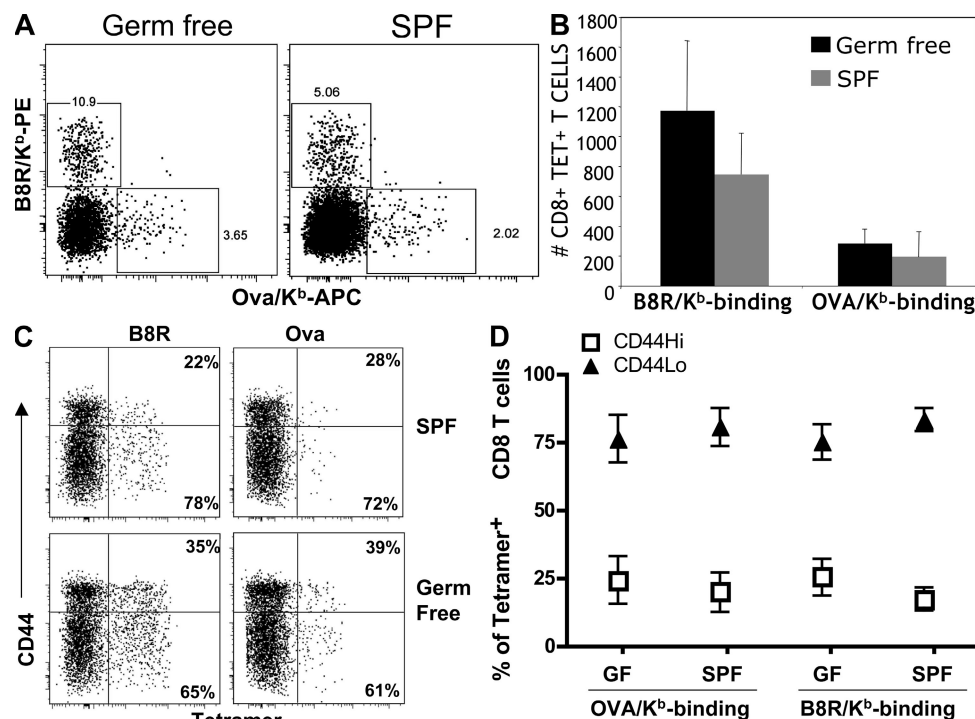 A
Germ free
SPF
B8R/Kᵇ-PE
10.9
3.65
5.06
2.02
Ova/Kᵇ-APC
B
# CD8+ TET+ T CELLS
1800
1600
1400
1200
1000
800
600
400
200
0
Germ free
SPF
B8R/Kᵇ-binding
OVA/Kᵇ-binding
C
B8R
Ova
CD44
22%
78%
28%
72%
SPF
35%
65%
39%
61%
Germ
Free
Tetramer
D
CD44Hi
CD44Lo
% of Tetramer⁺ CD8 T cells
100
75
50
25
0
GF
SPF
GF
SPF
OVA/Kᵇ-binding
B8R/Kᵇ-binding